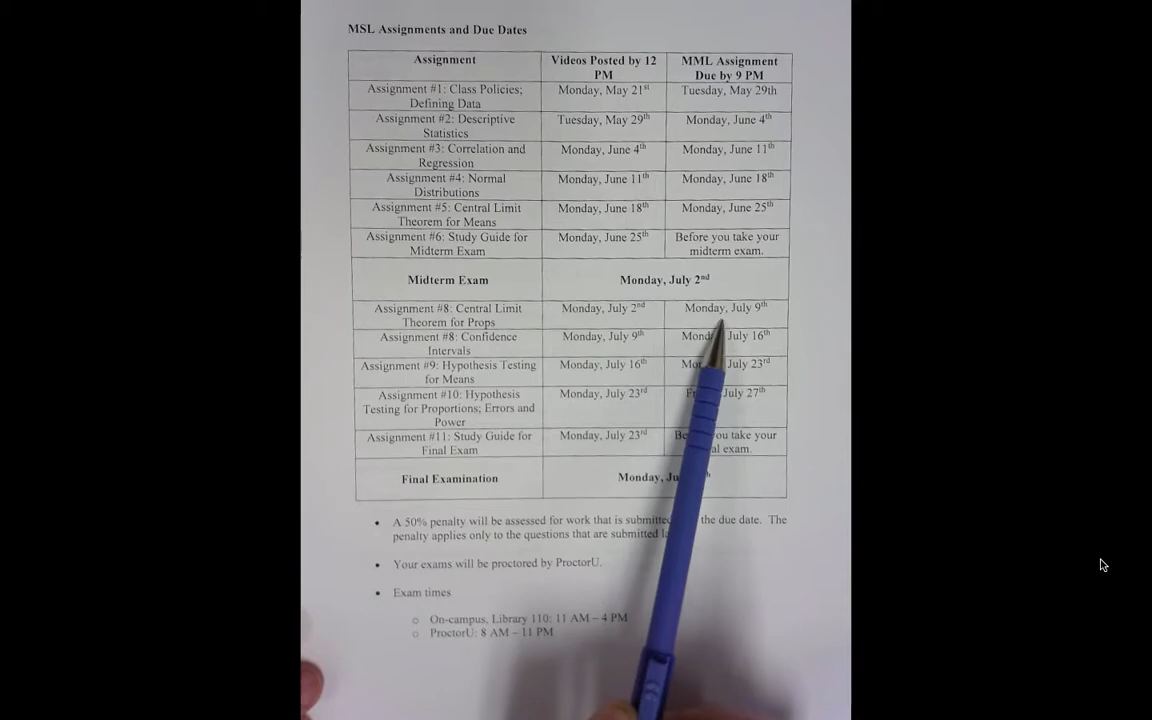 MSL Assignments and Due Dates
Assignment
Videos Posted by 12 PM
MML Assignment Due by 9 PM
Assignment #1: Class Policies; Defining Data
Monday, May 21st
Tuesday, May 29th
Assignment #2: Descriptive Statistics
Tuesday, May 29th
Monday, June 4th
Assignment #3: Correlation and Regression
Monday, June 4th
Monday, June 11th
Assignment #4: Normal Distributions
Monday, June 11th
Monday, June 18th
Assignment #5: Central Limit Theorem for Means
Monday, June 18th
Monday, June 25th
Assignment #6: Study Guide for Midterm Exam
Monday, June 25th
Before you take your midterm exam.
Midterm Exam
Monday, July 2nd
Assignment #8: Central Limit Theorem for Props
Monday, July 2nd
Monday, July 9th
Assignment #8: Confidence Intervals
Monday, July 9th
July 16th
Assignment #9: Hypothesis Testing for Means
Monday, July 16th
July 23rd
Assignment #10: Hypothesis Testing for Proportions; Errors and Power
Monday, July 23rd
July 27th
Assignment #11: Study Guide for Final Exam
Monday, July 23rd
you take your
exam.
Final Examination
Monday,
• A 50% penalty will be assessed for work that is submitted the due date. The
penalty applies only to the questions that are submitted
• Your exams will be proctored by ProctorU.
• Exam times
o On-campus, Library 110: 11 AM – 4 PM
o ProctorU: 8 AM – 11 PM